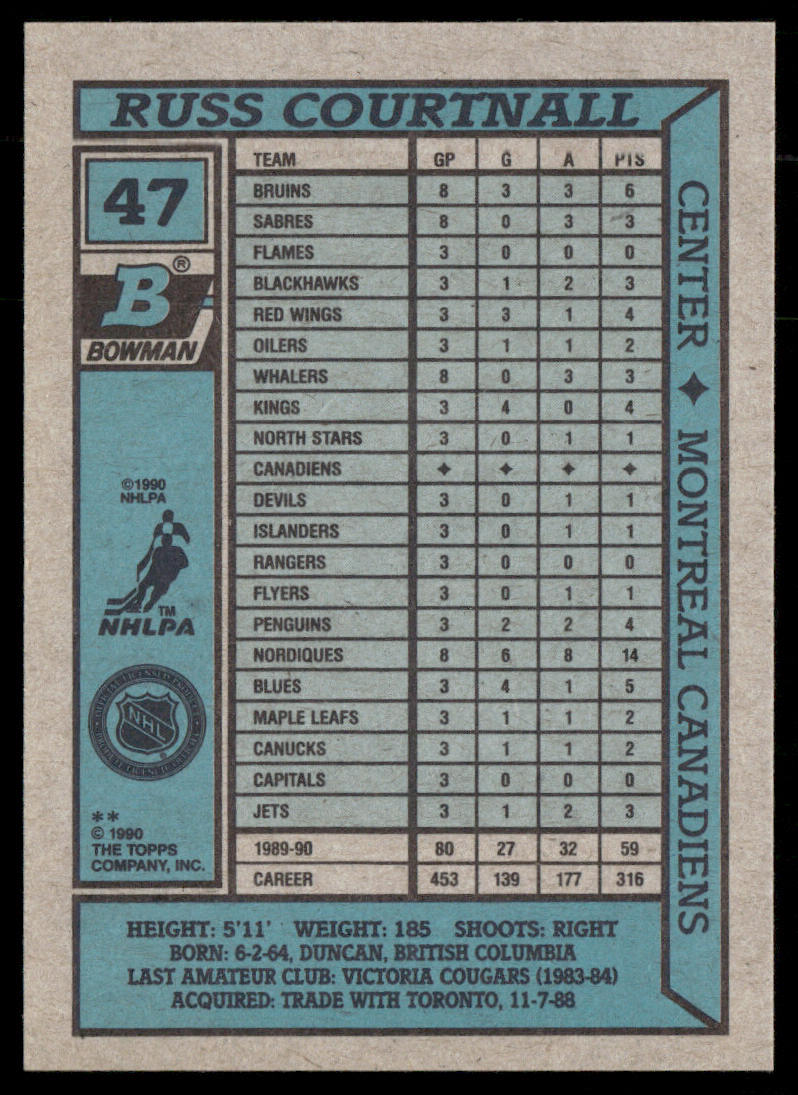 RUSS COURTNALL
47
B®
BOWMAN
©1990
NHLPA
TM
NHLPA
NHL
®
**
© 1990
THE TOPPS
COMPANY, INC.
TEAM GP G A PTS
BRUINS 8 3 3 6
SABRES 8 0 3 3
FLAMES 3 0 0 0
BLACKHAWKS 3 1 2 3
RED WINGS 3 3 1 4
OILERS 3 1 1 2
WHALERS 8 0 3 3
KINGS 3 4 0 4
NORTH STARS 3 0 1 1
CANADIENS ✦ ✦ ✦ ✦
DEVILS 3 0 1 1
ISLANDERS 3 0 1 1
RANGERS 3 0 0 0
FLYERS 3 0 1 1
PENGUINS 3 2 2 4
NORDIQUES 8 6 8 14
BLUES 3 4 1 5
MAPLE LEAFS 3 1 1 2
CANUCKS 3 1 1 2
CAPITALS 3 0 0 0
JETS 3 1 2 3
1989-90 80 27 32 59
CAREER 453 139 177 316
CENTER ✦ MONTREAL CANADIENS
HEIGHT: 5'11' WEIGHT: 185 SHOOTS: RIGHT
BORN: 6-2-64, DUNCAN, BRITISH COLUMBIA
LAST AMATEUR CLUB: VICTORIA COUGARS (1983-84)
ACQUIRED: TRADE WITH TORONTO, 11-7-88